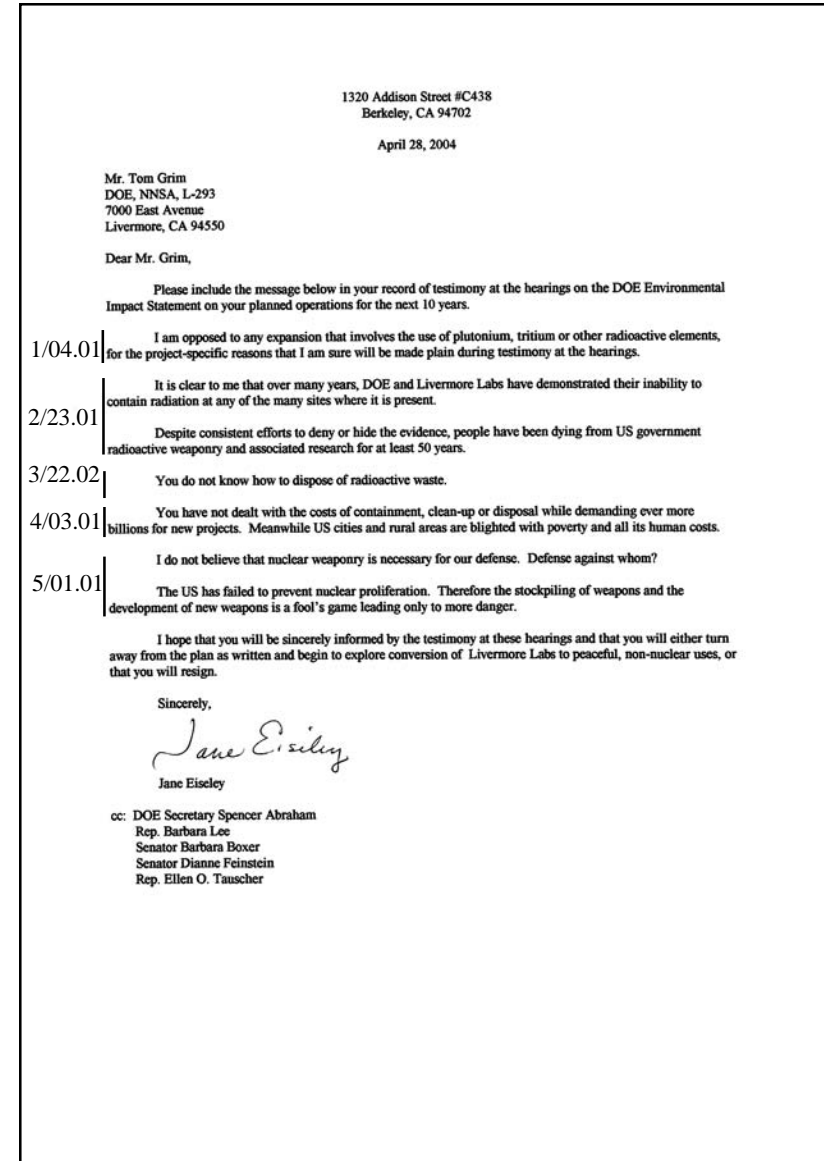 1320 Addison Street #C438
Berkeley, CA 94702
April 28, 2004
Mr. Tom Grim
DOE, NNSA, L-293
7000 East Avenue
Livermore, CA 94550
Dear Mr. Grim,
Please include the message below in your record of testimony at the hearings on the DOE Environmental
Impact Statement on your planned operations for the next 10 years.
1/04.01
I am opposed to any expansion that involves the use of plutonium, tritium or other radioactive elements,
for the project-specific reasons that I am sure will be made plain during testimony at the hearings.
2/23.01
It is clear to me that over many years, DOE and Livermore Labs have demonstrated their inability to
contain radiation at any of the many sites where it is present.
Despite consistent efforts to deny or hide the evidence, people have been dying from US government
radioactive weaponry and associated research for at least 50 years.
3/22.02
You do not know how to dispose of radioactive waste.
4/03.01
You have not dealt with the costs of containment, clean-up or disposal while demanding ever more
billions for new projects. Meanwhile US cities and rural areas are blighted with poverty and all its human costs.
5/01.01
I do not believe that nuclear weaponry is necessary for our defense. Defense against whom?
The US has failed to prevent nuclear proliferation. Therefore the stockpiling of weapons and the
development of new weapons is a fool's game leading only to more danger.
I hope that you will be sincerely informed by the testimony at these hearings and that you will either turn
away from the plan as written and begin to explore conversion of Livermore Labs to peaceful, non-nuclear uses, or
that you will resign.
Sincerely,
Jane Eiseley
Jane Eiseley
cc: DOE Secretary Spencer Abraham
Rep. Barbara Lee
Senator Barbara Boxer
Senator Dianne Feinstein
Rep. Ellen O. Tauscher